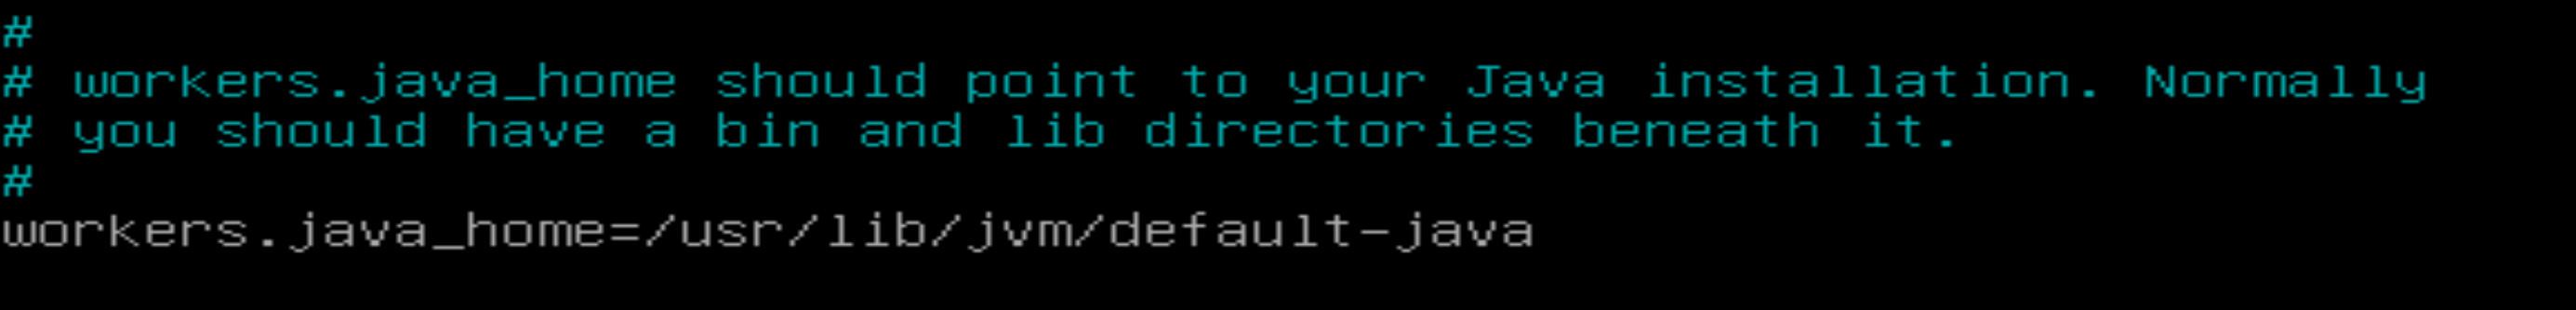 #
# workers.java_home should point to your Java installation. Normally
# you should have a bin and lib directories beneath it.
#
workers.java_home=/usr/lib/jvm/default-java